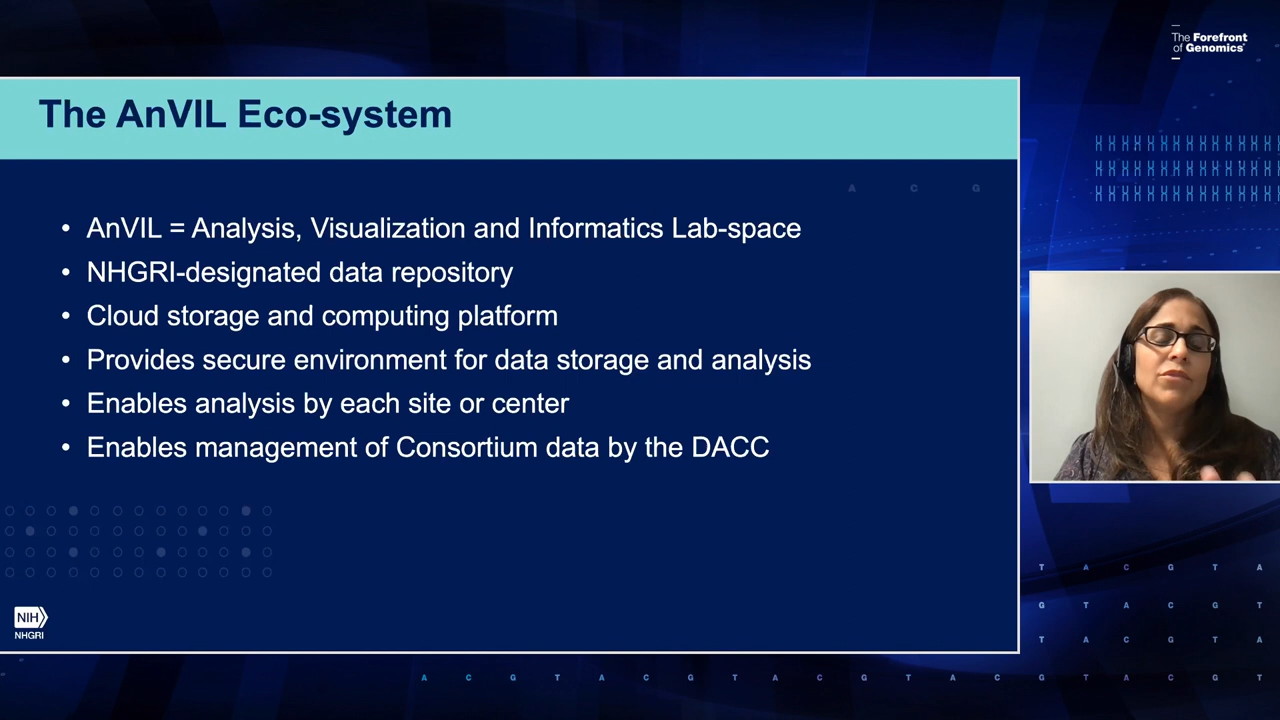 The Forefront
of Genomics®
The AnVIL Eco-system
A C G
• AnVIL = Analysis, Visualization and Informatics Lab-space
• NHGRI-designated data repository
• Cloud storage and computing platform
• Provides secure environment for data storage and analysis
• Enables analysis by each site or center
• Enables management of Consortium data by the DACC
NIH
NHGRI
T A C G T A
G T A C G T
T A C G T A
A C G T A C G T A C G T A C G T A C G T